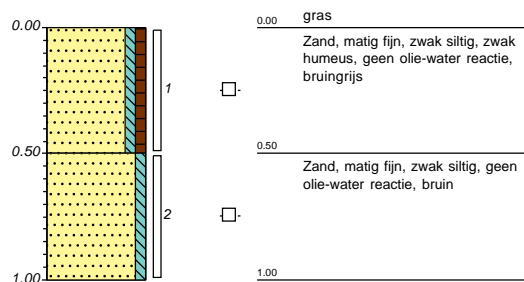 0.00
0.50
1.00
1
2
0.00
gras
Zand, matig fijn, zwak siltig, zwak
humeus, geen olie-water reactie,
bruingrijs
0.50
Zand, matig fijn, zwak siltig, geen
olie-water reactie, bruin
1.00